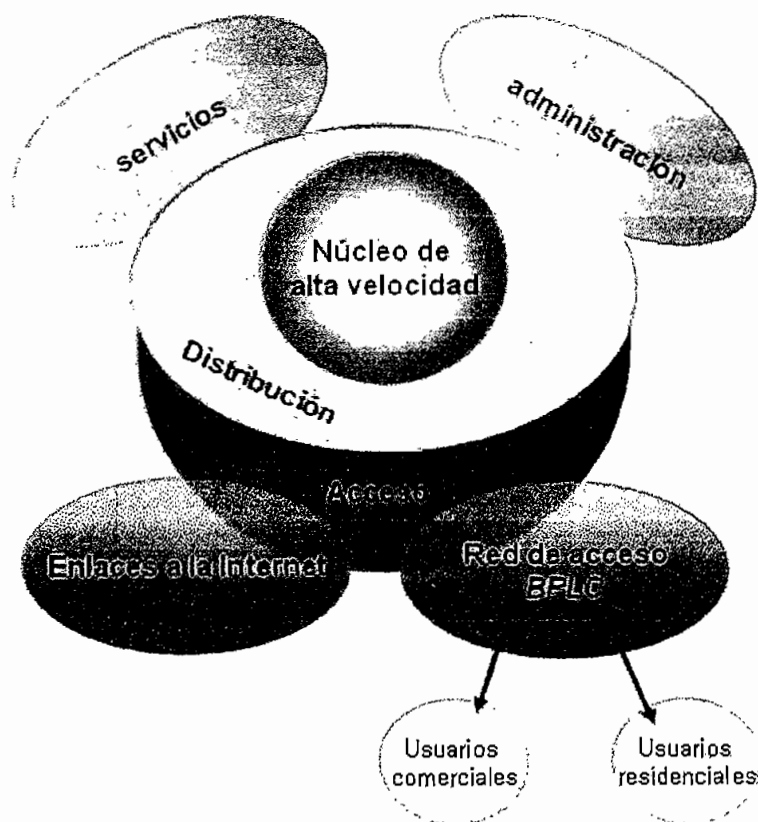 servicios
administración
Núcleo de
alta velocidad
Distribución
Acceso
Enlaces a la Internet
Red de acceso
BPLC
Usuarios
comerciales
Usuarios
residenciales